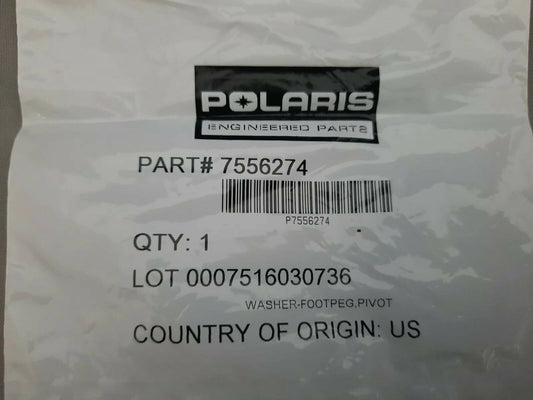 POLARIS
ENGINEERED PARTS
PART# 7556274
P7556274
QTY: 1
LOT 0007516030736
WASHER-FOOTPEG,PIVOT
COUNTRY OF ORIGIN: US